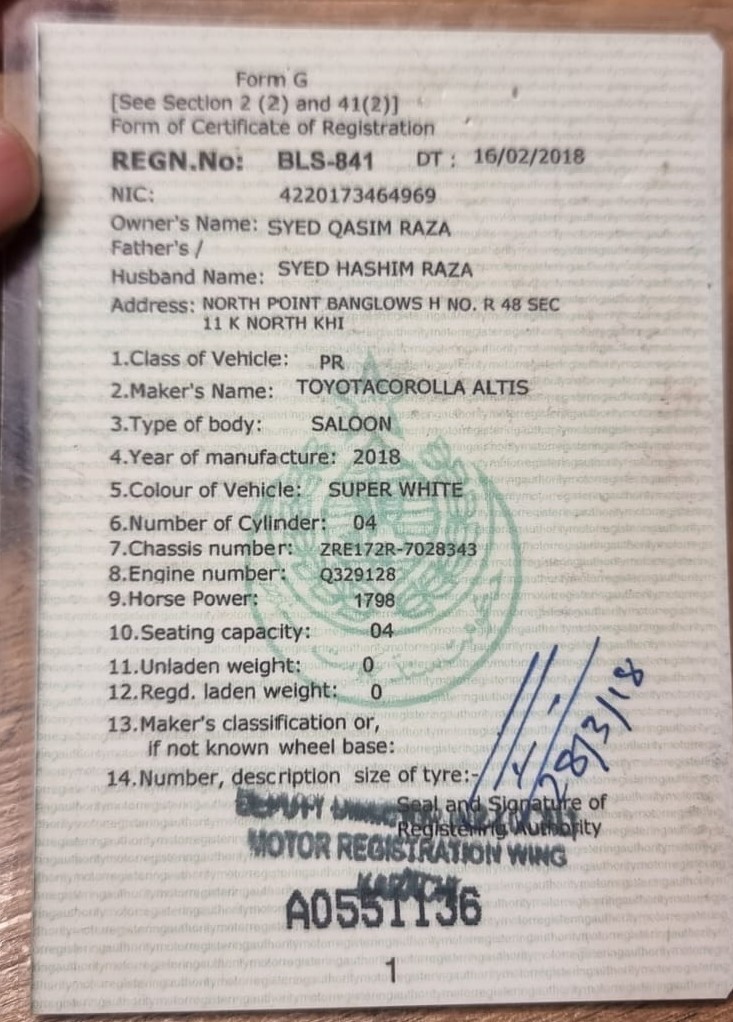 Form G
[See Section 2 (2) and 41(2)]
Form of Certificate of Registration
REGN.No: BLS-841 DT : 16/02/2018
NIC: 4220173464969
Owner's Name: SYED QASIM RAZA
Father's /
Husband Name: SYED HASHIM RAZA
Address: NORTH POINT BANGLOWS H NO. R 48 SEC
11 K NORTH KHI
1.Class of Vehicle: PR
2.Maker's Name: TOYOTACOROLLA ALTIS
3.Type of body: SALOON
4.Year of manufacture: 2018
5.Colour of Vehicle: SUPER WHITE
6.Number of Cylinder: 04
7.Chassis number: ZRE172R-7028343
8.Engine number: Q329128
9.Horse Power: 1798
10.Seating capacity: 04
11.Unladen weight: 0
12.Regd. laden weight: 0
13.Maker's classification or,
if not known wheel base:
14.Number, description size of tyre:-
28/3/18
Seal and Signature of
Registering Authority
DEPUTY
MOTOR REGISTRATION WING
KARACHI
A0551136
1